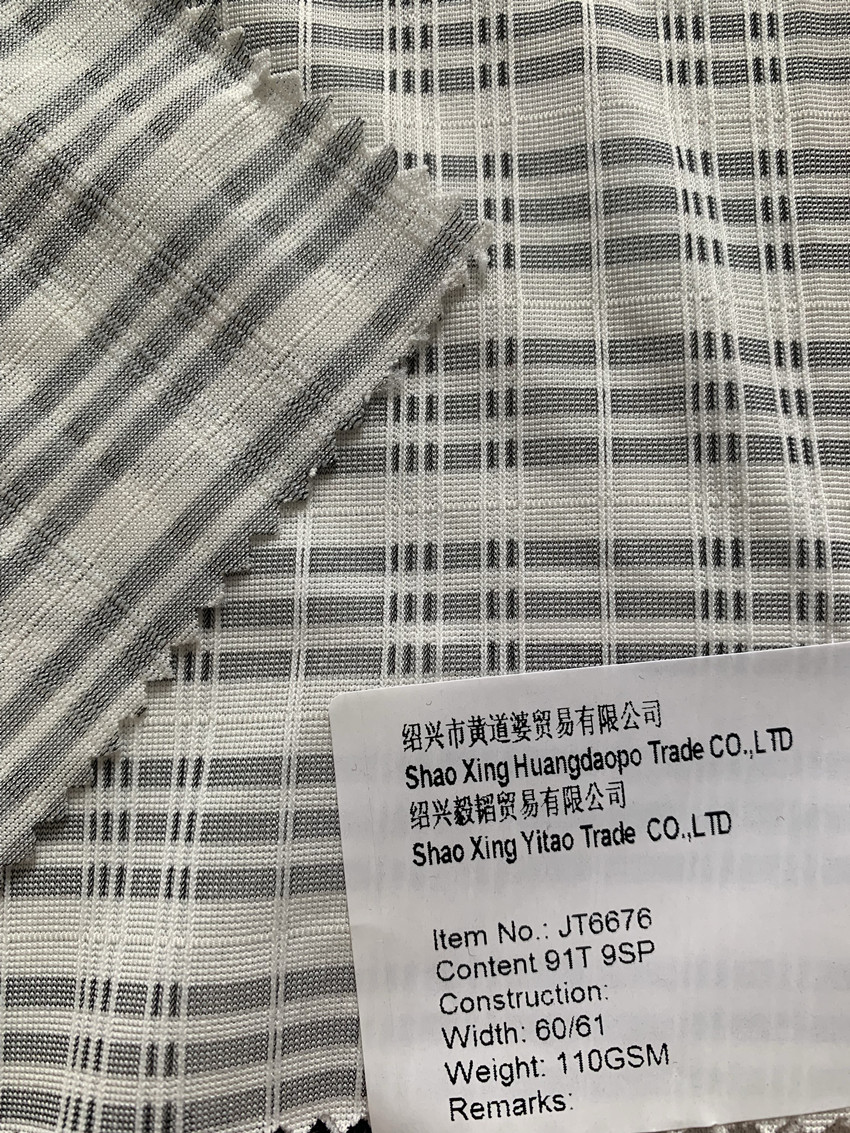 绍兴市黄道婆贸易有限公司
Shao Xing Huangdaopo Trade CO.,LTD
绍兴毅韬贸易有限公司
Shao Xing Yitao Trade CO.,LTD
Item No.: JT6676
Content 91T 9SP
Construction:
Width: 60/61
Weight: 110GSM
Remarks: